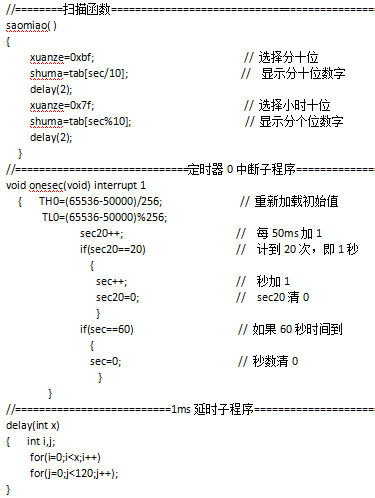 //========扫描函数=============================================
saomiao( )
{
xuanze=0xbf; // 选择分十位
shuma=tab[sec/10]; // 显示分十位数字
delay(2);
xuanze=0x7f; // 选择小时十位
shuma=tab[sec%10]; // 显示分个位数字
delay(2);
}
//=============================定时器 0 中断子程序==============
void onesec(void) interrupt 1
{ TH0=(65536-50000)/256; // 重新加载初始值
TL0=(65536-50000)%256;
sec20++; // 每 50ms 加 1
if(sec20==20) // 计到 20 次，即 1 秒
{
sec++; // 秒加 1
sec20=0; // sec20 清 0
}
if(sec==60) // 如果 60 秒时间到
{
sec=0; // 秒数清 0
}
}
//==========================1ms 延时子程序=====================
delay(int x)
{ int i,j;
for(i=0;i<x;i++)
for(j=0;j<120;j++);
}